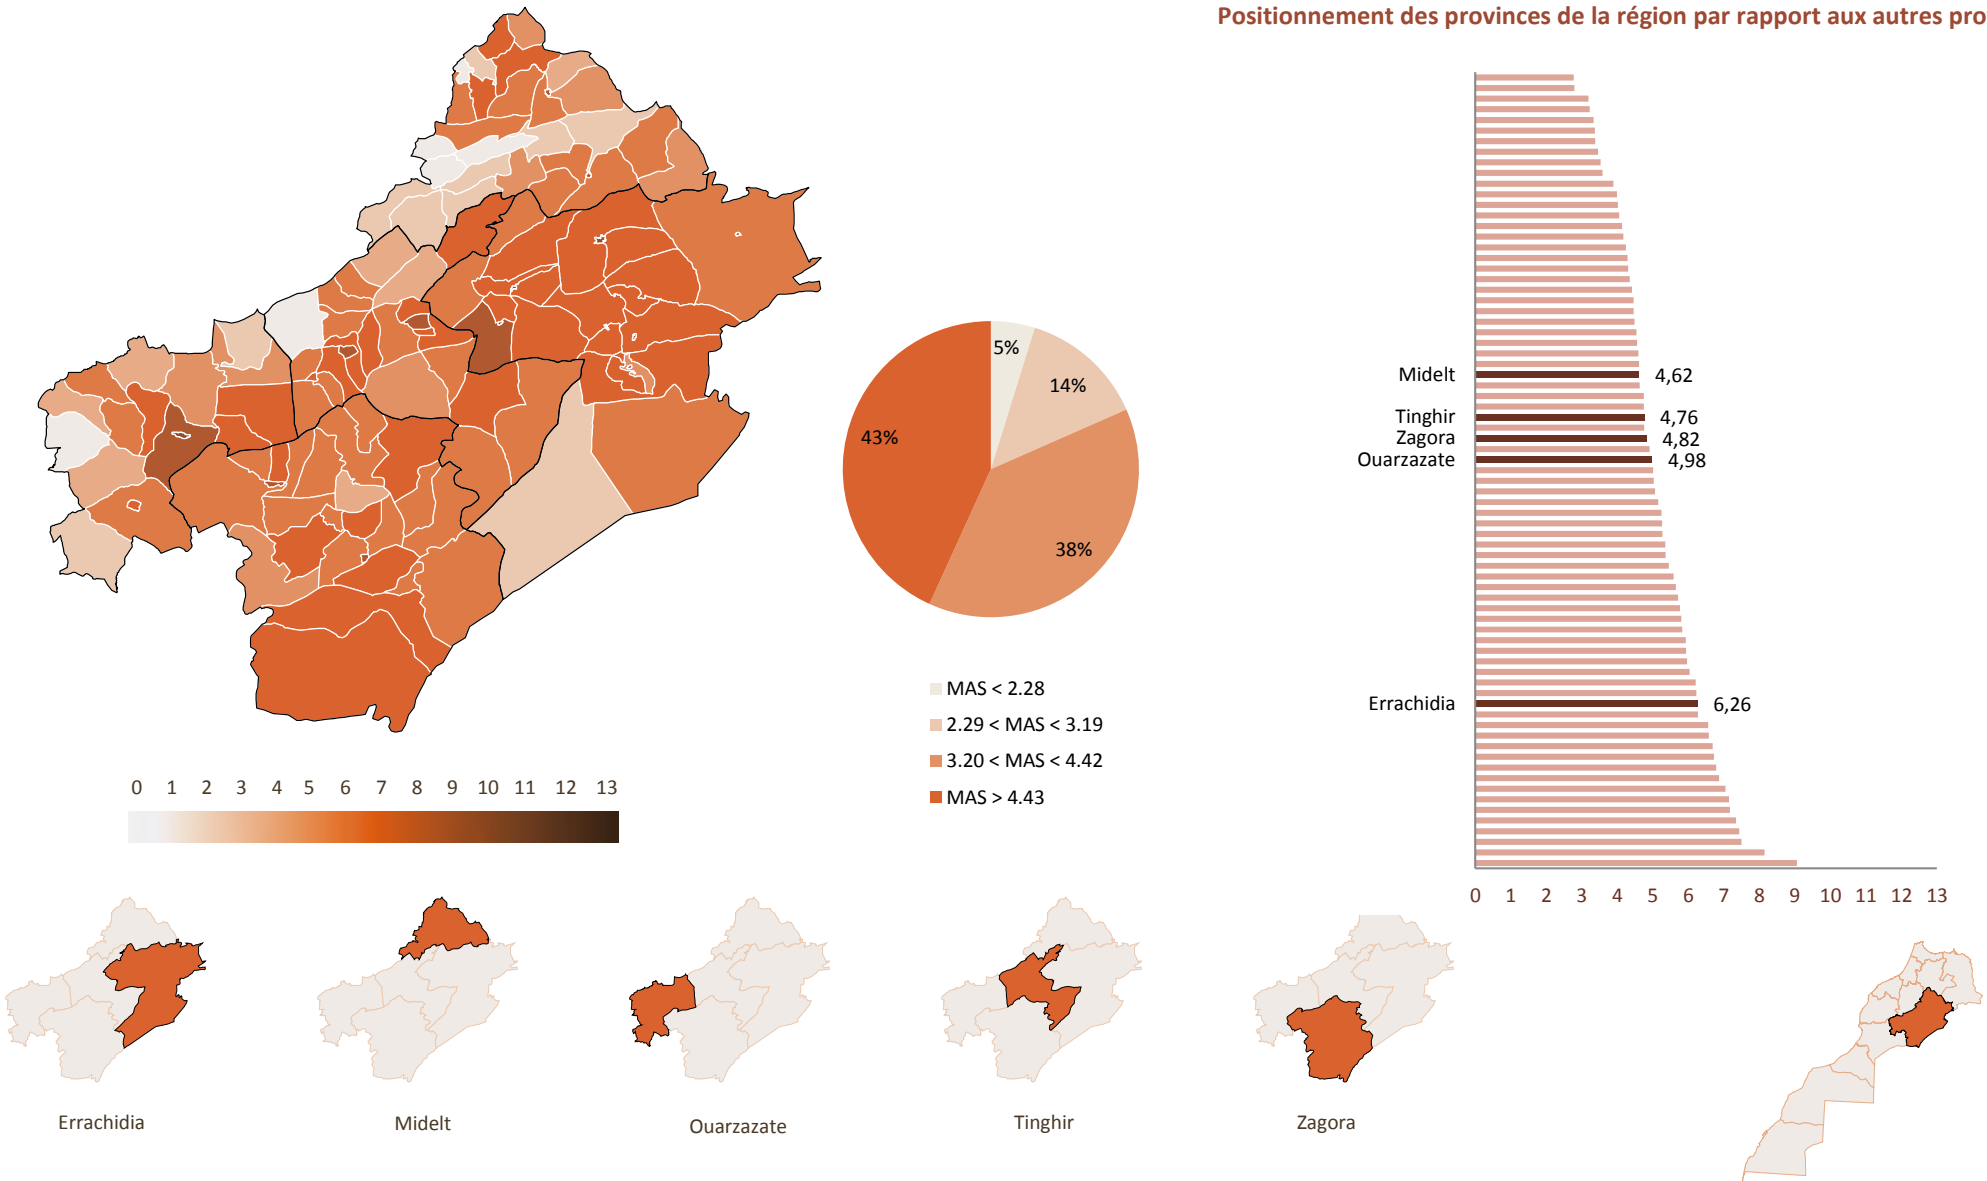 Positionnement des provinces de la région par rapport aux autres pro
5%
14%
43%
38%
MAS < 2.28
2.29 < MAS < 3.19
3.20 < MAS < 4.42
MAS > 4.43
0 1 2 3 4 5 6 7 8 9 10 11 12 13
Midelt 4,62
Tinghir 4,76
Zagora 4,82
Ouarzazate 4,98
Errachidia 6,26
0 1 2 3 4 5 6 7 8 9 10 11 12 13
Errachidia
Midelt
Ouarzazate
Tinghir
Zagora